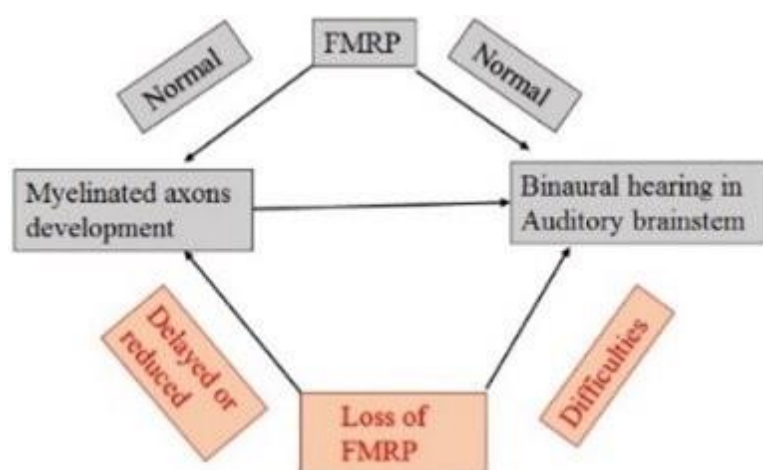 FMRP
Normal
Normal
Myelinated axons
development
Binaural hearing in
Auditory brainstem
Delayed or
reduced
Loss of
FMRP
Difficulties